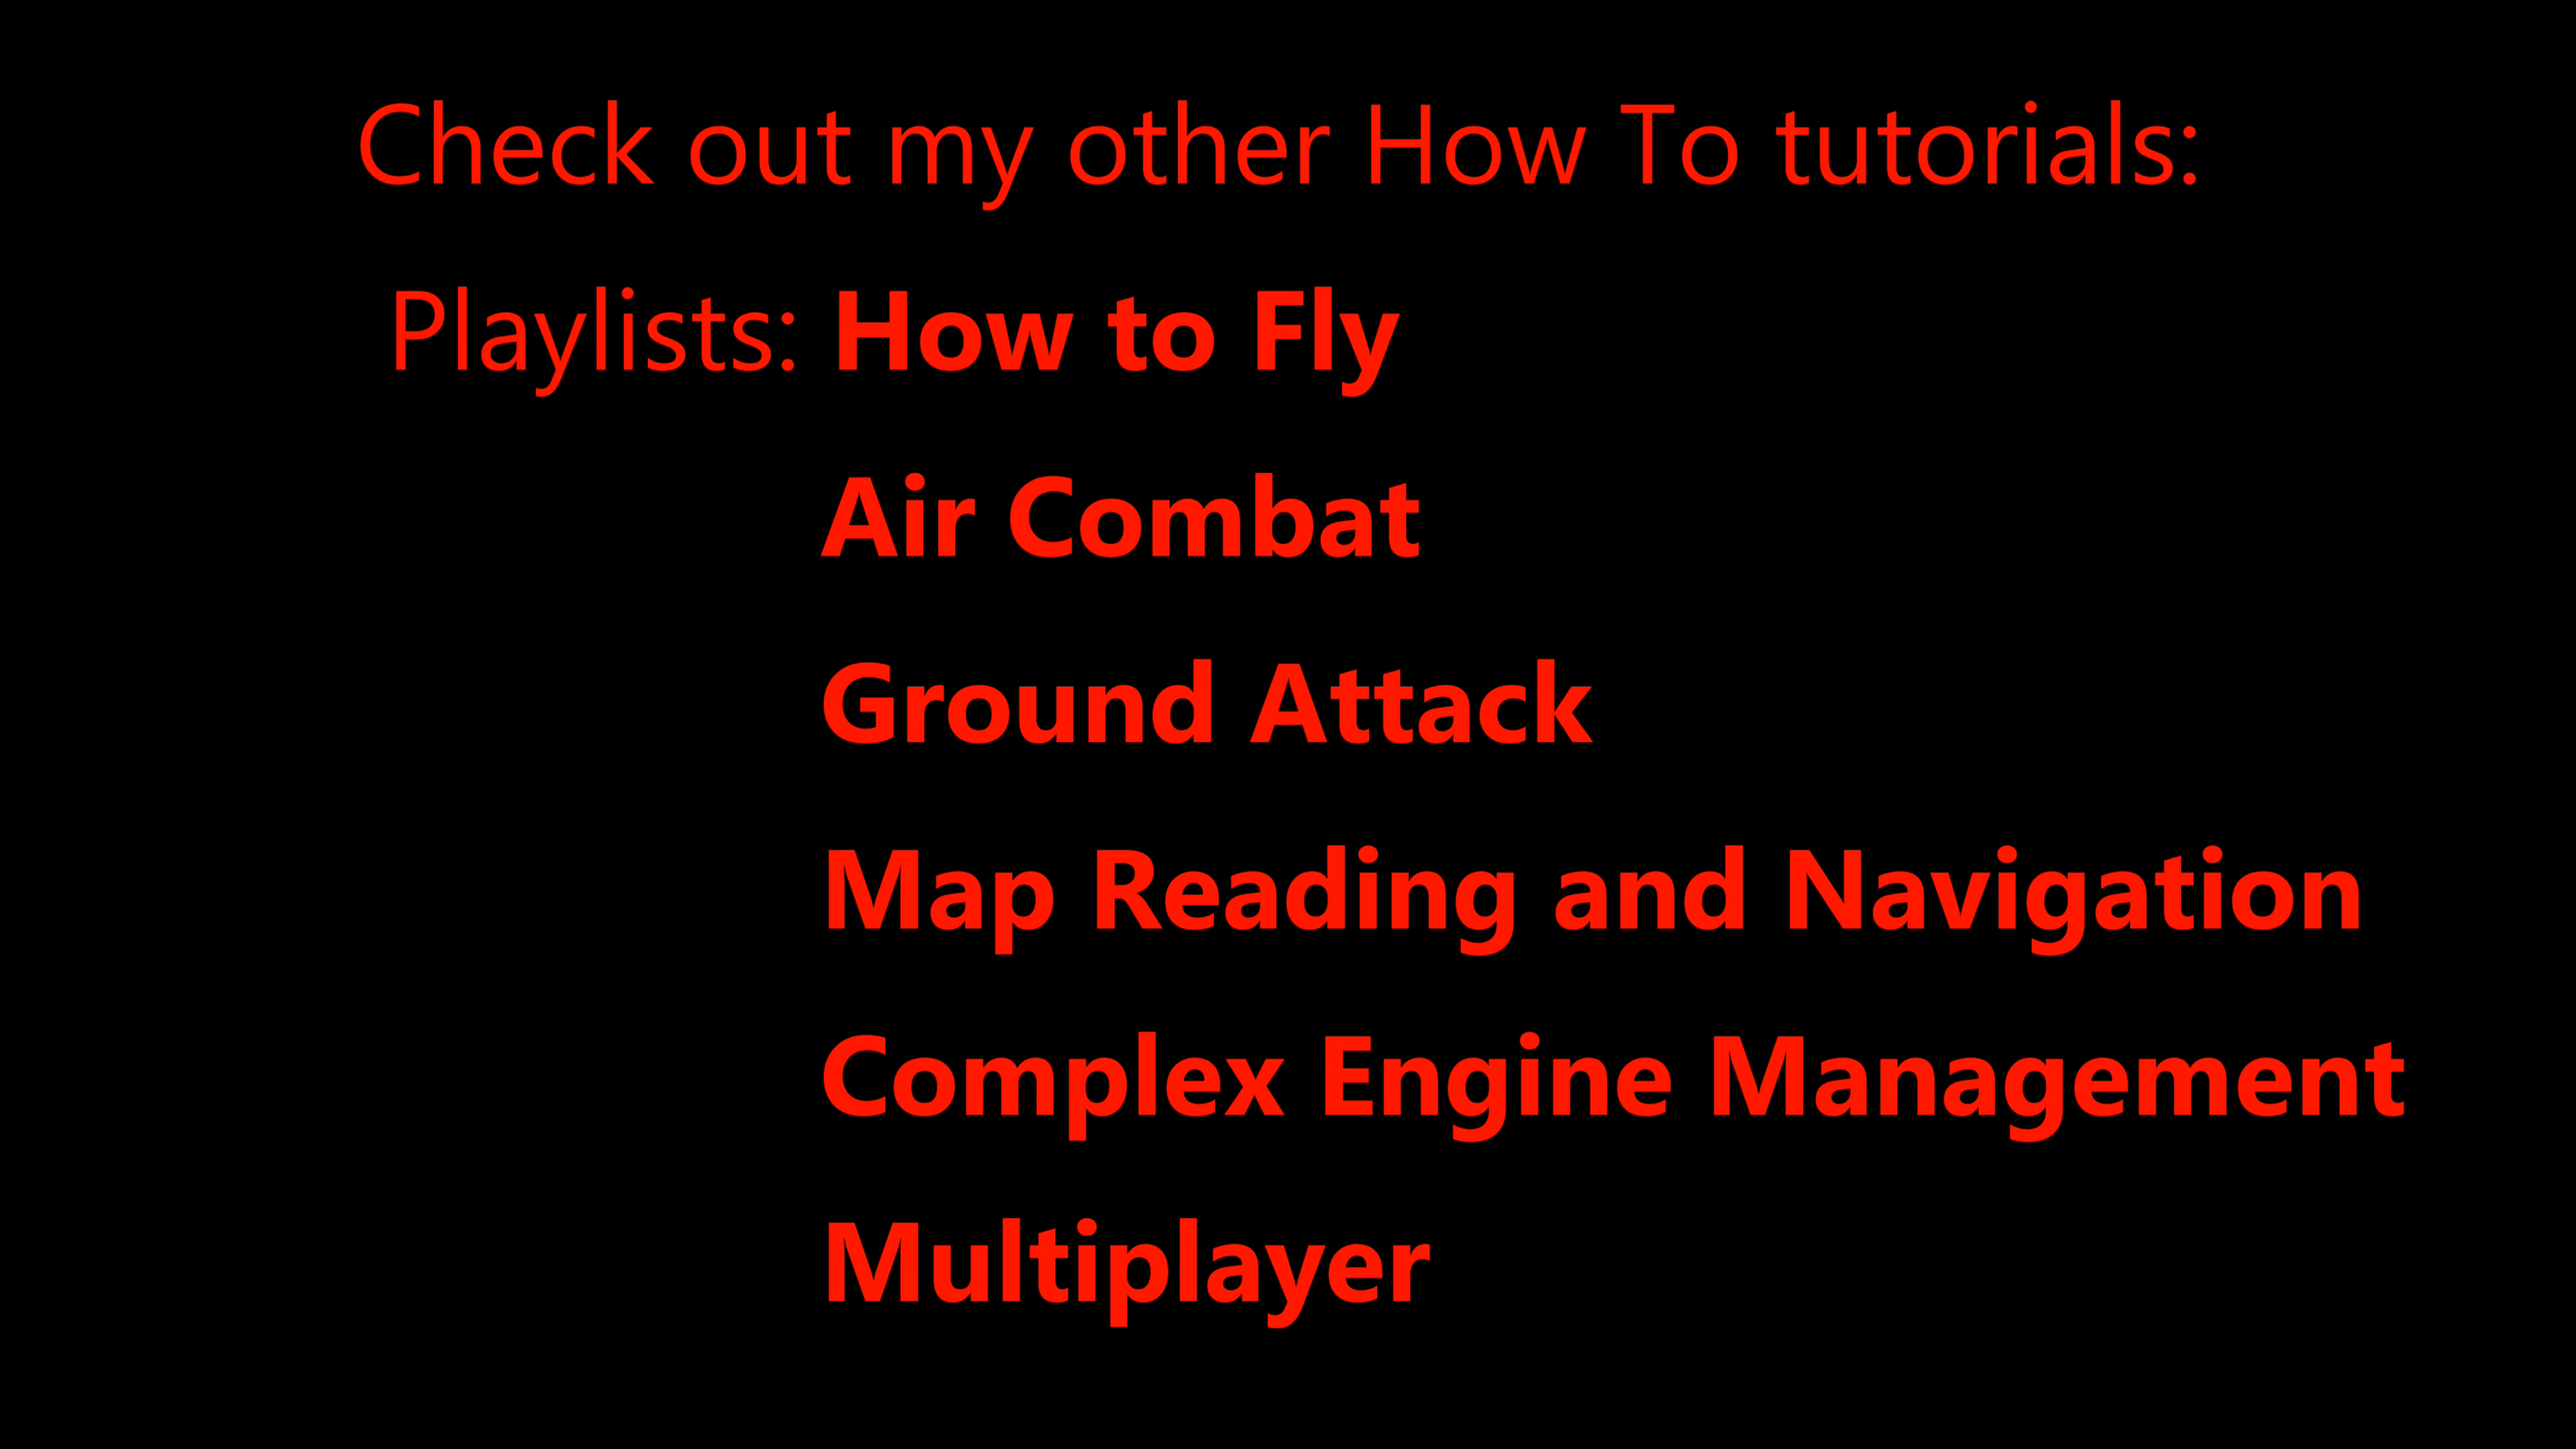 Check out my other How To tutorials:
Playlists: How to Fly
Air Combat
Ground Attack
Map Reading and Navigation
Complex Engine Management
Multiplayer